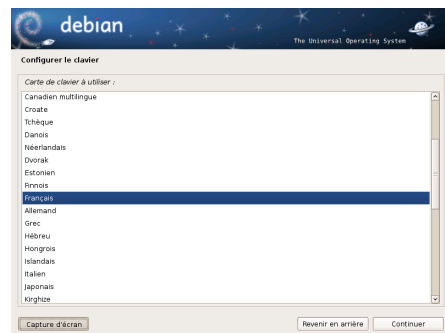 debian
The Universal Operating System
Configurer le clavier
Carte de clavier à utiliser :
Canadien multilingue
Croate
Tchèque
Danois
Néerlandais
Dvorak
Estonien
Finnois
Français
Allemand
Grec
Hébreu
Hongrois
Islandais
Italien
Japonais
Kirghize
Capture d'écran
Revenir en arrière
Continuer